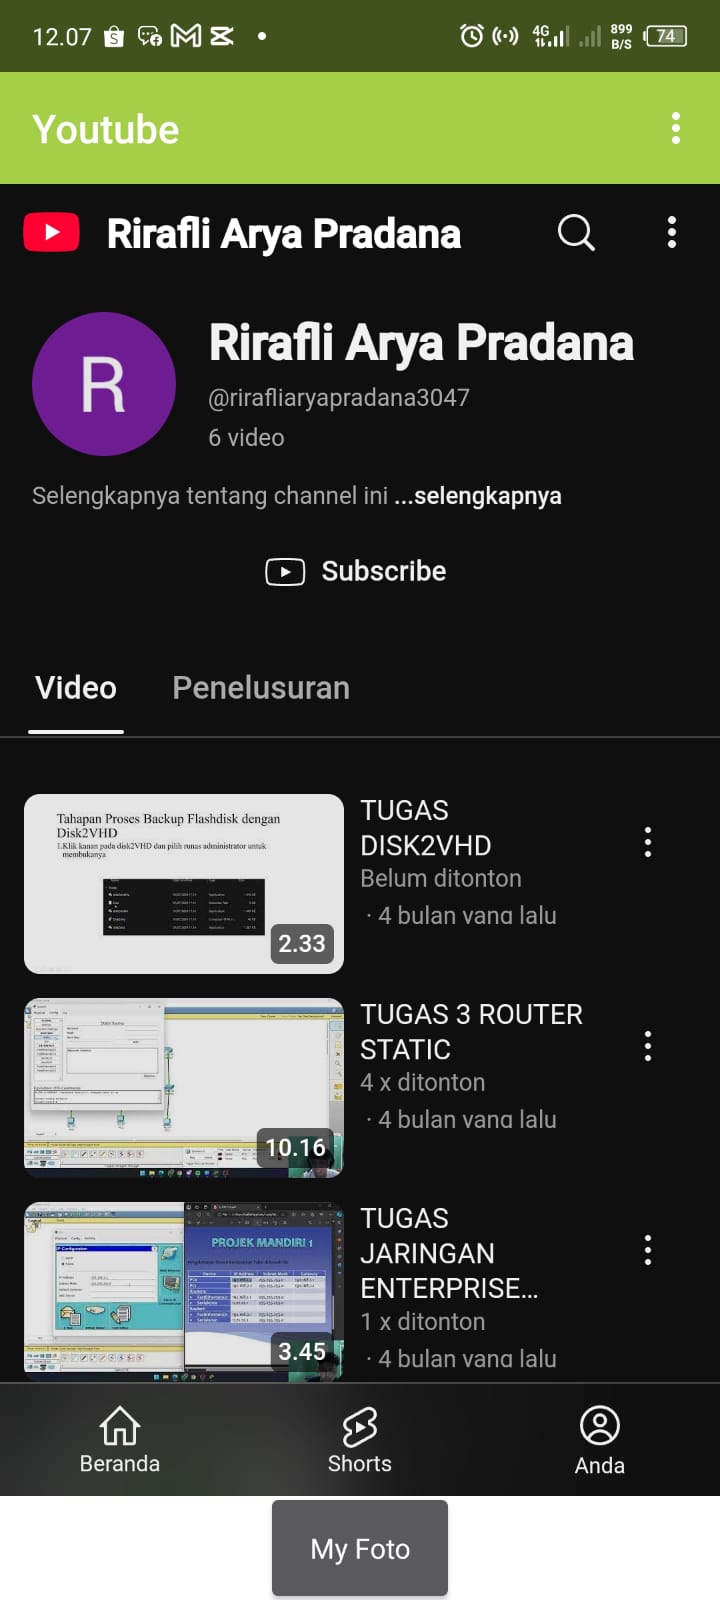 12.07
4G
899
B/S
74
Youtube
Rirafli Arya Pradana
R
Rirafli Arya Pradana
@rirafliaryapradana3047
6 video
Selengkapnya tentang channel ini ...selengkapnya
Subscribe
Video
Penelusuran
Tahapan Proses Backup Flashdisk dengan
Disk2VHD
1.Klik kanan pada disk2VHD dan pilih runas administrator untuk
membukanya
2.33
TUGAS
DISK2VHD
Belum ditonton
· 4 bulan yang lalu
10.16
TUGAS 3 ROUTER
STATIC
4 x ditonton
· 4 bulan yang lalu
PROJEK MANDIRI 1
3.45
TUGAS
JARINGAN
ENTERPRISE...
1 x ditonton
· 4 bulan yang lalu
Beranda
Shorts
Anda
My Foto